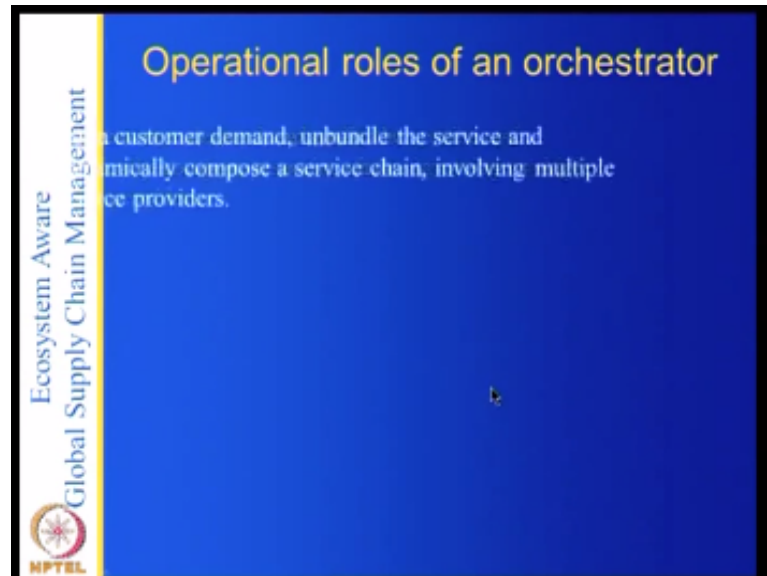 Operational roles of an orchestrator
a customer demand, unbundle the service and
mically compose a service chain, involving multiple
ce providers.
Ecosystem Aware
Global Supply Chain Management
NPTEL